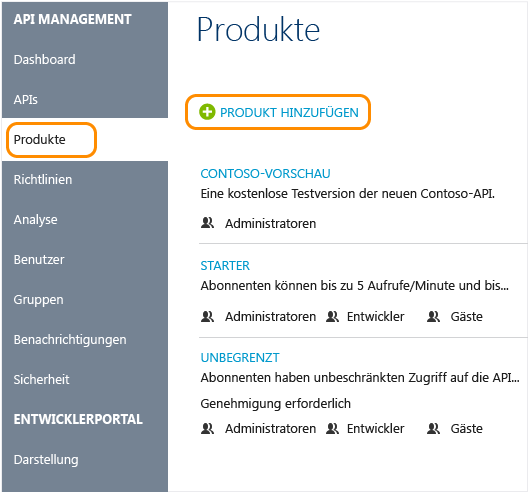 API MANAGEMENT
Dashboard
APIs
Produkte
Richtlinien
Analyse
Benutzer
Gruppen
Benachrichtigungen
Sicherheit
ENTWICKLERPORTAL
Darstellung
Produkte
PRODUKT HINZUFÜGEN
CONTOSO-VORSCHAU
Eine kostenlose Testversion der neuen Contoso-API.
Administratoren
STARTER
Abonnenten können bis zu 5 Aufrufe/Minute und bis...
Administratoren Entwickler Gäste
UNBEGRENZT
Abonnenten haben unbeschränkten Zugriff auf die API...
Genehmigung erforderlich
Administratoren Entwickler Gäste